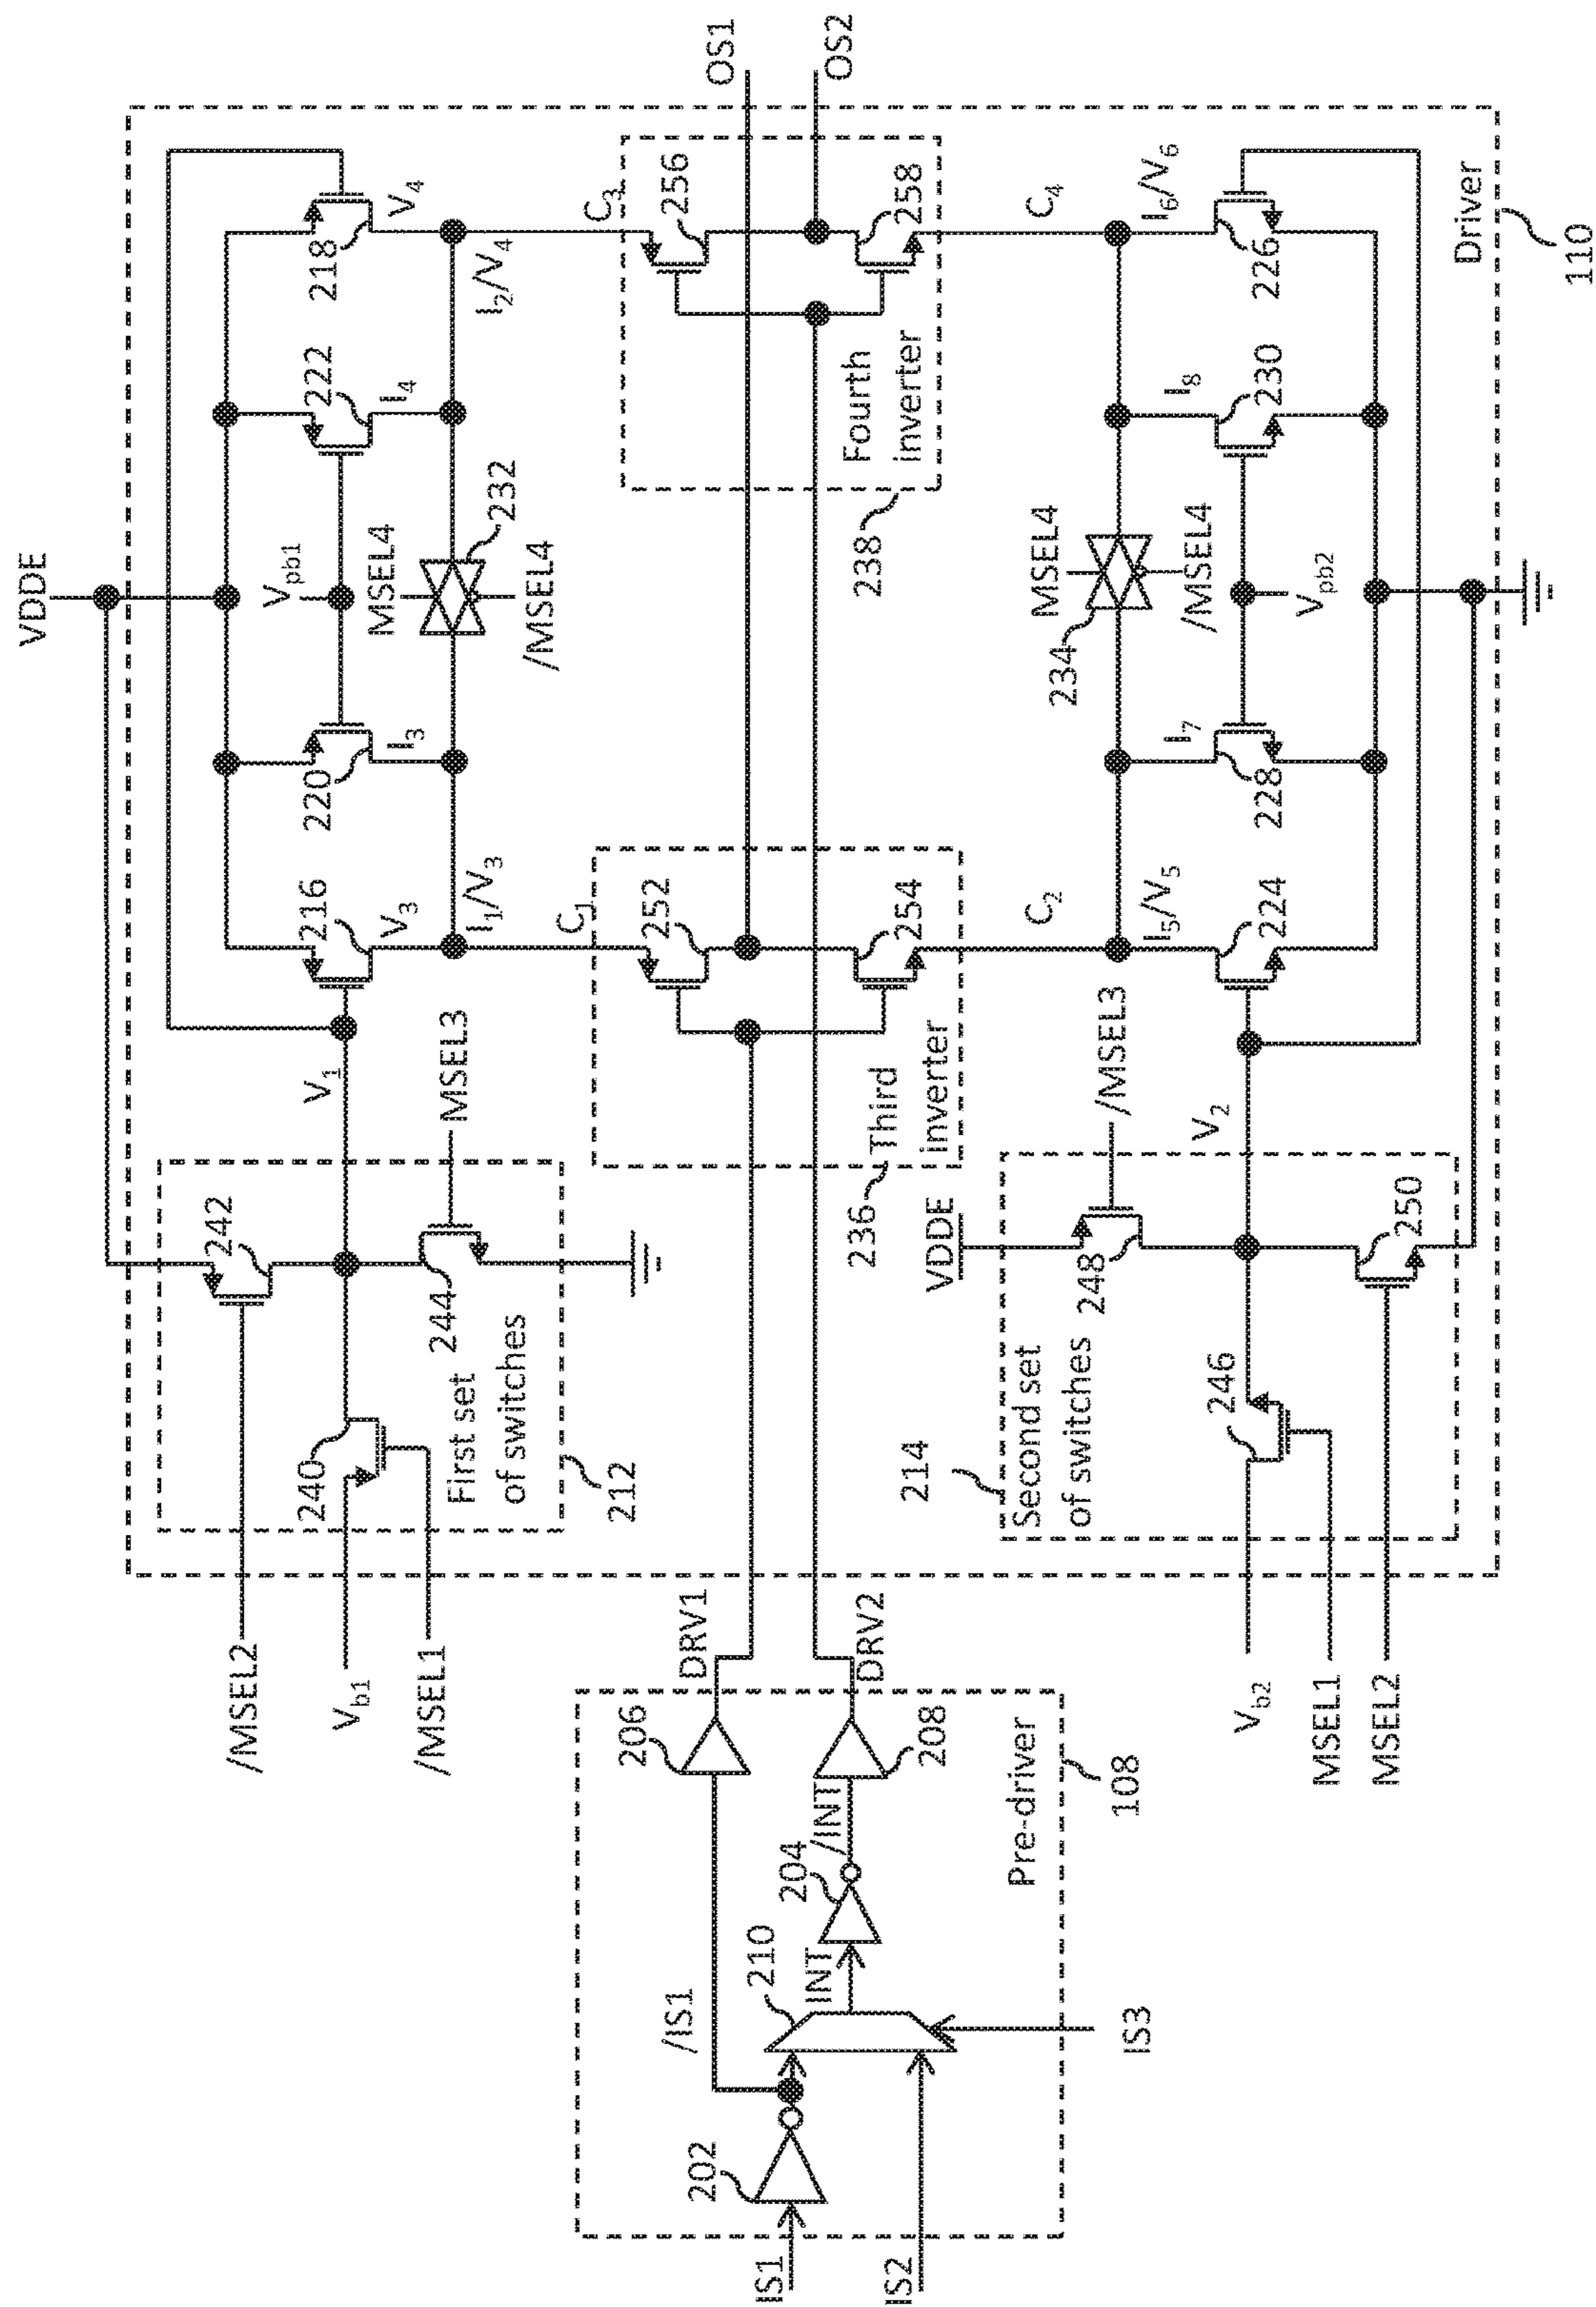 VDDE
/MSEL2
Vb1
/MSEL1
242
240
244
First set
of switches
212
MSEL3
V1
216
V3
I1/V3
220
I3
Vpb1
MSEL4
232
/MSEL4
222
I4
218
V4
I2/V4
C1
252
254
236
Third
inverter
C2
C3
256
258
238
Fourth
inverter
C4
OS1
OS2
IS1
IS2
IS3
202
/IS1
210
INT
204
/INT
206
208
DRV1
DRV2
Pre-driver
108
VDDE
/MSEL3
248
246
250
214
Second set
of switches
Vb2
MSEL1
MSEL2
V2
I5/V5
224
I7
228
234
MSEL4
/MSEL4
Vpb2
I8
230
I6/V6
226
Driver
110